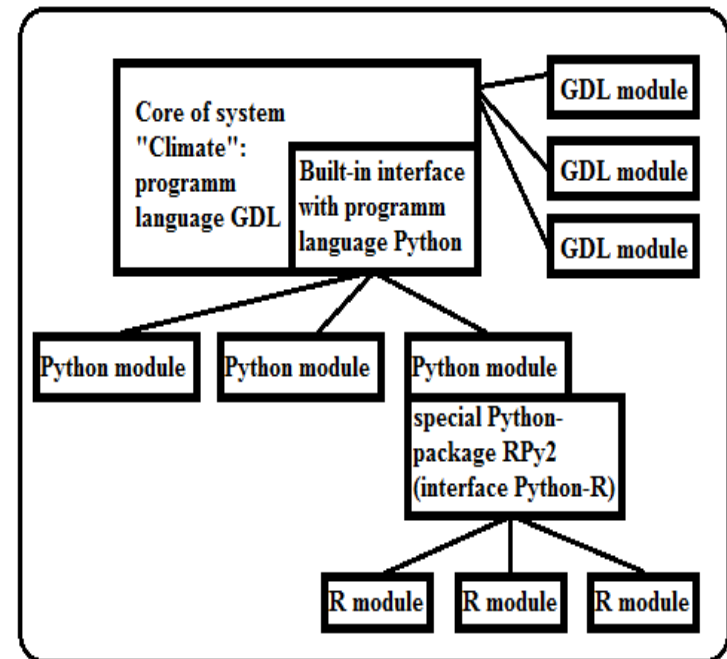 Core of system
"Climate":
programm
language GDL
Built-in interface
with programm
language Python
GDL module
GDL module
GDL module
Python module
Python module
Python module
special Python-
package RPy2
(interface Python-R)
R module
R module
R module